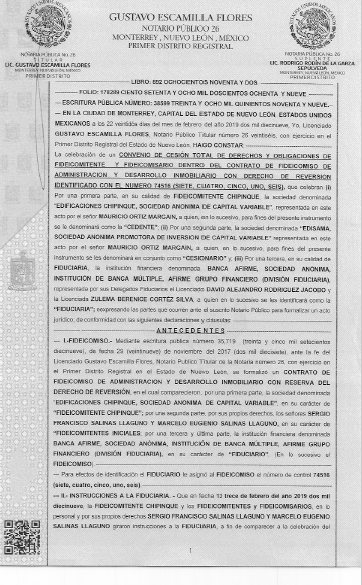 GUSTAVO ESCAMILLA FLORES
NOTARIO PÚBLICO 26
MONTERREY, NUEVO LEÓN, MÉXICO
PRIMER DISTRITO REGISTRAL
NOTARÍA PÚBLICA No. 26
TITULAR
LIC. GUSTAVO ESCAMILLA FLORES
MONTERREY, NUEVO LEÓN, MÉXICO
PRIMER DISTRITO
NOTARÍA PÚBLICA No. 26
SUPLENTE
LIC. RODRIGO ROLDAN DE LA GARZA
SEPÚLVEDA
MONTERREY, NUEVO LEÓN, MÉXICO
PRIMER DISTRITO
LIBRO: 892 OCHOCIENTOS NOVENTA Y DOS
FOLIO: 178289 CIENTO SETENTA Y OCHO MIL DOSCIENTOS OCHENTA Y NUEVE
ESCRITURA PÚBLICA NÚMERO: 38599 TREINTA Y OCHO MIL QUINIENTOS NOVENTA Y NUEVE.-
EN LA CIUDAD DE MONTERREY, CAPITAL DEL ESTADO DE NUEVO LEÓN, ESTADOS
MEXICANOS a los 22 veintidós días del mes de febrero del año 2019 dos mil diecinueve, Yo, Licenciado
GUSTAVO ESCAMILLA FLORES, Notario Público Titular Notaría Pública Número 26 veintiséis, con ejercicio en el
Primer Distrito Registral del Estado de Nuevo León, HAGO CONSTAR:
La celebración de un CONVENIO DE CESIÓN TOTAL DE DERECHOS Y OBLIGACIONES DE
FIDEICOMITENTE Y FIDEICOMISARIO DENTRO DEL CONTRATO DE FIDEICOMISO DE
ADMINISTRACIÓN Y DESARROLLO INMOBILIARIO CON DERECHO DE REVERSIÓN
IDENTIFICADO CON EL NÚMERO 74516 (SIETE, CUATRO, CINCO, UNO, SEIS), que celebran (i)
Por una primera parte, en su calidad de FIDEICOMITENTE CHIPINQUE, la sociedad denominada
"EDIFICACIONES CHIPINQUE, SOCIEDAD ANÓNIMA DE CAPITAL VARIABLE", representada en este
acto por el señor MAURICIO ORTIZ MARGAIN, a quien, en lo sucesivo, para fines del presente instrumento
se le denominará como la "CEDENTE"; (ii) Por una segunda parte, la sociedad denominada "EDISAMA,
SOCIEDAD ANÓNIMA PROMOTORA DE INVERSIÓN DE CAPITAL VARIABLE" representada en este
acto por el señor MAURICIO ORTIZ MARGAIN, a quien, en lo sucesivo, para fines del presente
instrumento se les denominará en conjunto como "CESIONARIO" y, (iii) Por una tercera, en su calidad de
FIDUCIARIA, la institución financiera denominada BANCA AFIRME, SOCIEDAD ANÓNIMA,
INSTITUCIÓN DE BANCA MÚLTIPLE, AFIRME GRUPO FINANCIERO (DIVISIÓN FIDUCIARIA),
representada por sus Delegados Fiduciarios el Licenciado DAVID ALEJANDRO RODRIGUEZ JACOBO y
la Licenciada ZULEMA BERENICE CORTÉZ SILVA, a quien en lo sucesivo se les identificará como la
"FIDUCIARIA"; expresando las partes que ocurren ante el suscrito Notario Público para formalizar un acto
jurídico, de conformidad con las siguientes declaraciones y cláusulas:
ANTECEDENTES
I.-FIDEICOMISO.- Mediante escritura pública número 35,719 (treinta y cinco mil setecientos
diecinueve), de fecha 29 (veintinueve) de noviembre del 2017 (dos mil diecisiete), ante la fe del Licenciado
Gustavo Escamilla Flores, Notario Público Titular de la Notaría número 26, con ejercicio en el
Primer Distrito Registral en el Estado de Nuevo León, se formalizó un CONTRATO DE
FIDEICOMISO DE ADMINISTRACIÓN Y DESARROLLO INMOBILIARIO CON RESERVA DEL
DERECHO DE REVERSIÓN, en el cual comparecieron, por una primera parte, la sociedad denominada
"EDIFICACIONES CHIPINQUE, SOCIEDAD ANÓNIMA DE CAPITAL VARIABLE", en su carácter de
"FIDEICOMITENTE CHIPINQUE"; por una segunda parte, por sus propios derechos, los señores SERGIO
FRANCISCO SALINAS LLAGUNO Y MARCELO EUGENIO SALINAS LLAGUNO, en su carácter de
"FIDEICOMITENTES INICIALES; por una tercera y última parte, la institución financiera denominada
BANCA AFIRME, SOCIEDAD ANÓNIMA, INSTITUCIÓN DE BANCA MÚLTIPLE, AFIRME GRUPO
FINANCIERO (DIVISIÓN FIDUCIARIA), en su carácter de "FIDUCIARIO". (En lo sucesivo el
FIDEICOMISO).
Para efectos de identificación el FIDUCIARIO le asignó al FIDEICOMISO el número de control 74516
(siete, cuatro, cinco, uno, seis)
II.- INSTRUCCIONES A LA FIDUCIARIA. - Que en fecha 13 trece de febrero del año 2019 dos mil
diecinueve, la FIDEICOMITENTE CHIPINQUE y los FIDEICOMITENTES y FIDEICOMISARIOS, en lo
personal y por sus propios derechos SERGIO FRANCISCO SALINAS LLAGUNO Y MARCELO EUGENIO
SALINAS LLAGUNO giraron instrucciones a la FIDUCIARIA, a fin de comparecer a la celebración del
1